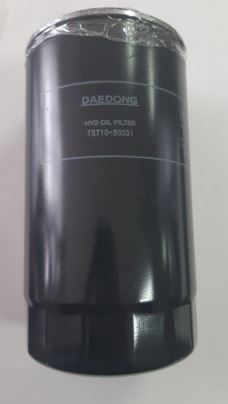 DAEDONG
HYD OIL FILTER
T5710-38031